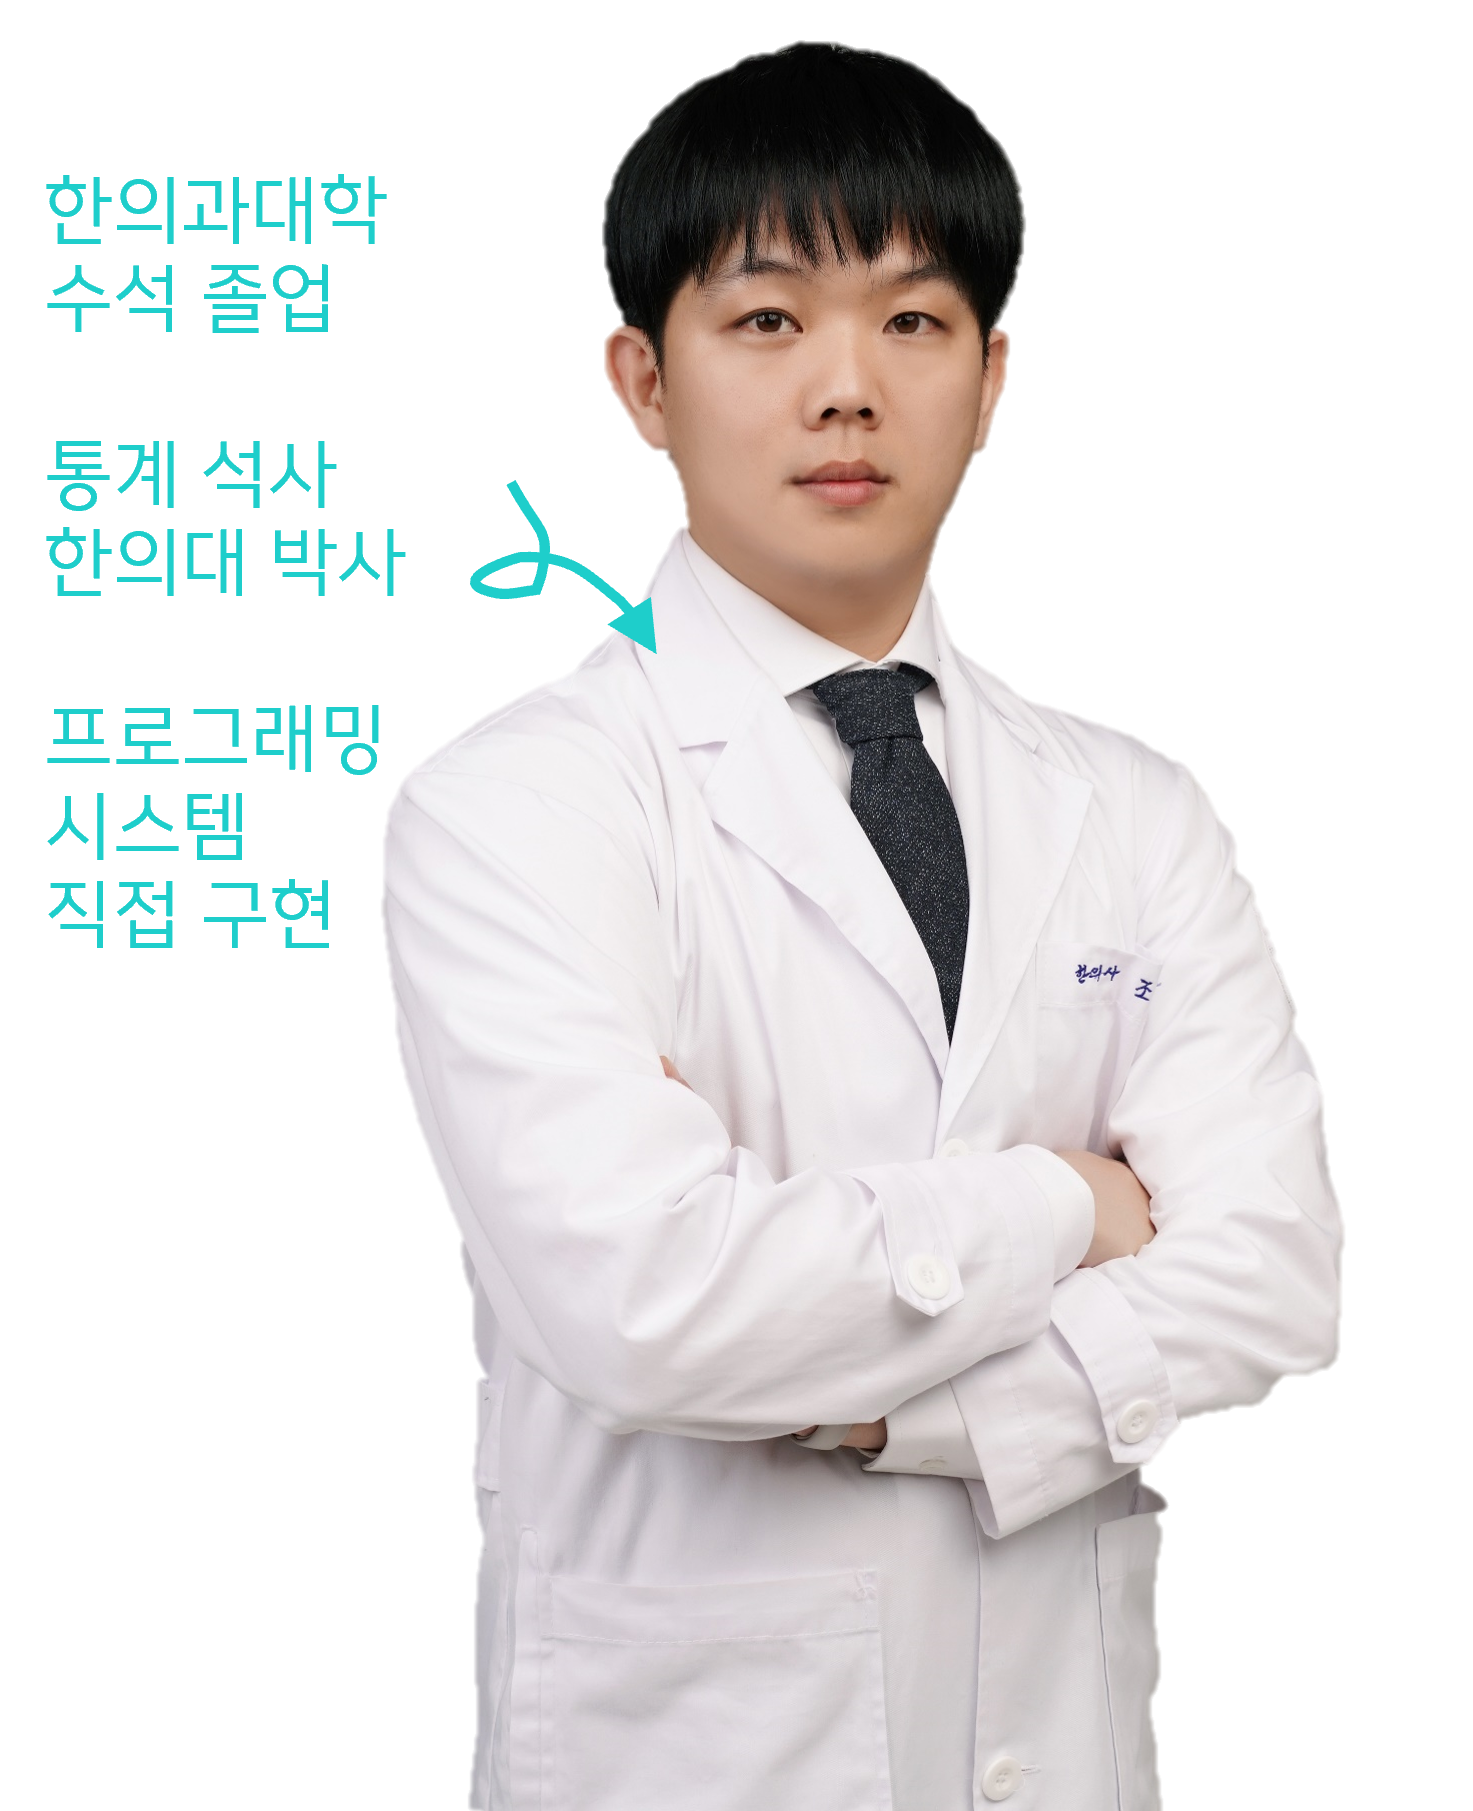 한의과대학
수석 졸업
통계 석사
한의대 박사
프로그래밍
시스템
직접 구현
한의사 조